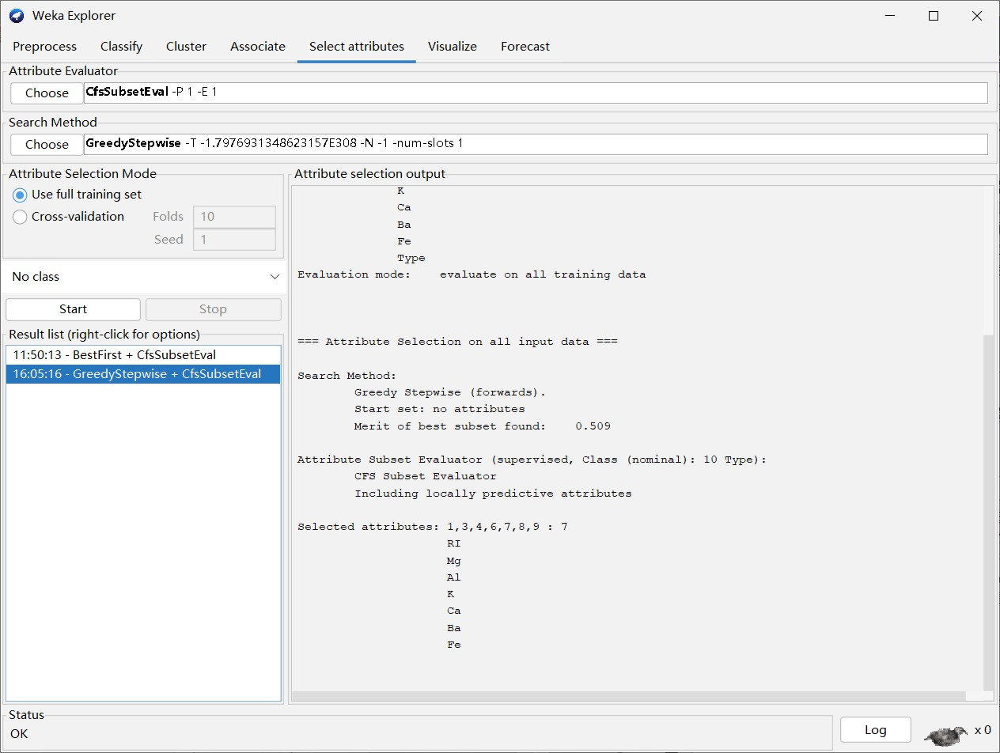 Weka Explorer
Preprocess Classify Cluster Associate Select attributes Visualize Forecast
Attribute Evaluator
Choose CfsSubsetEval -P 1 -E 1
Search Method
Choose GreedyStepwise -T -1.7976931348623157E308 -N -1 -num-slots 1
Attribute Selection Mode
Use full training set
Cross-validation Folds 10
Seed 1
No class
Start Stop
Result list (right-click for options)
11:50:13 - BestFirst + CfsSubsetEval
16:05:16 - GreedyStepwise + CfsSubsetEval
Attribute selection output
K
Ca
Ba
Fe
Type
Evaluation mode: evaluate on all training data
=== Attribute Selection on all input data ===
Search Method:
Greedy Stepwise (forwards).
Start set: no attributes
Merit of best subset found: 0.509
Attribute Subset Evaluator (supervised, Class (nominal): 10 Type):
CFS Subset Evaluator
Including locally predictive attributes
Selected attributes: 1,3,4,6,7,8,9 : 7
RI
Mg
Al
K
Ca
Ba
Fe
Status
OK
Log x 0